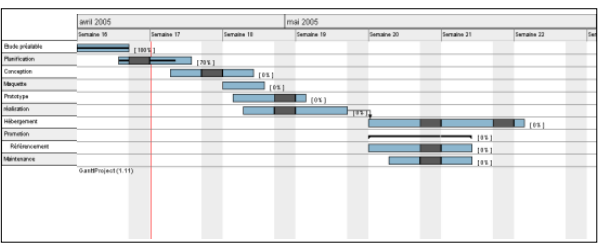 avril 2005 mai 2005
Semaine 16 Semaine 17 Semaine 18 Semaine 19 Semaine 20 Semaine 21 Semaine 22 Sem
Etude préalable [ 100% ]
Planification [ 70% ]
Conception [ 0% ]
Maquette [ 0% ]
Prototype [ 0% ]
réalization [ 0% ]
Hébergement [ 0% ]
Promotion [ 0% ]
Référencement [ 0% ]
Maintenance [ 0% ]
GanttProject (1.11)